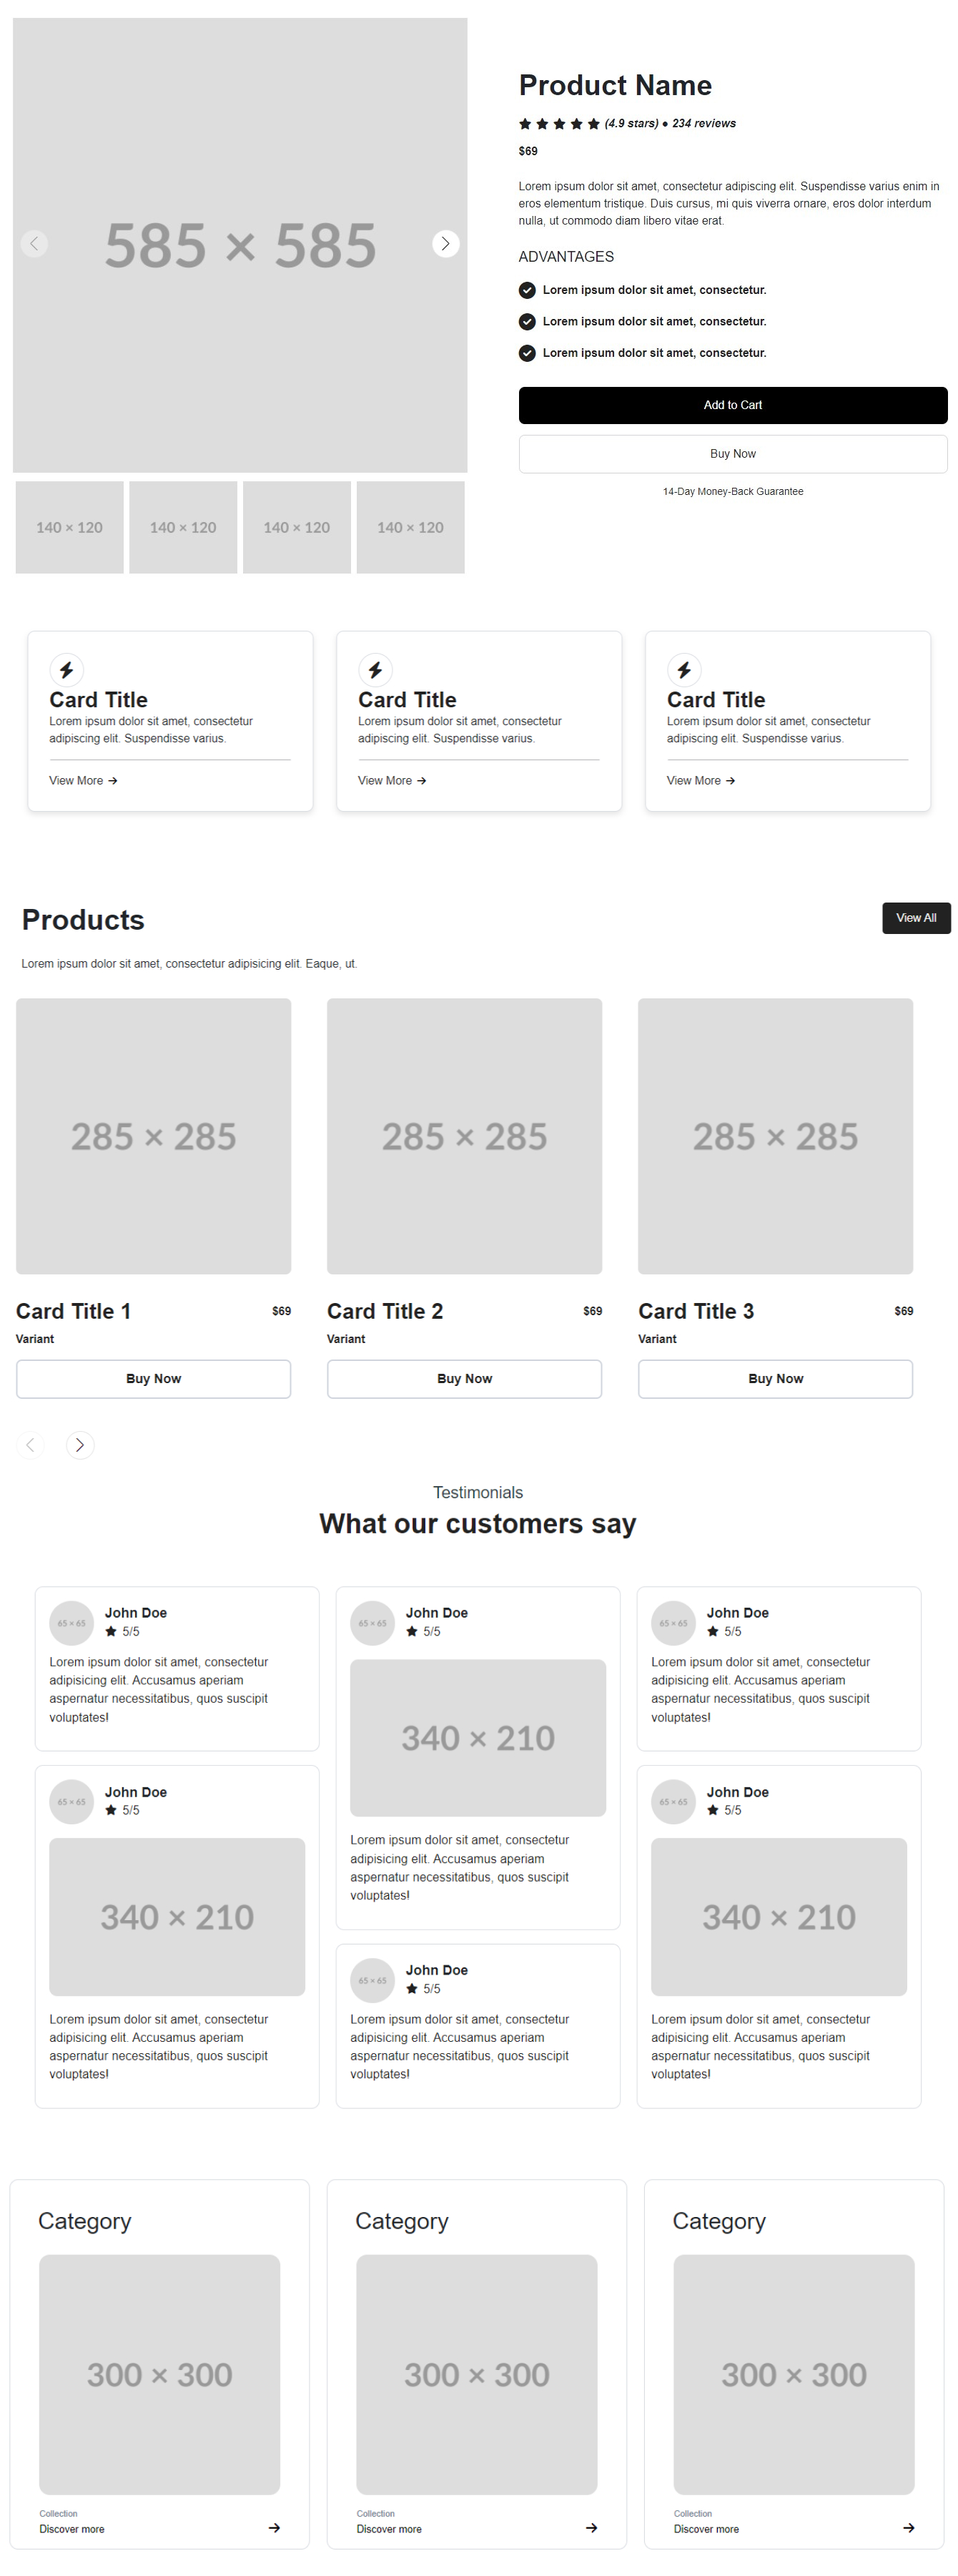 585 × 585
140 × 120
140 × 120
140 × 120
140 × 120
Product Name
(4.9 stars) • 234 reviews
$69
Lorem ipsum dolor sit amet, consectetur adipiscing elit. Suspendisse varius enim in
eros elementum tristique. Duis cursus, mi quis viverra ornare, eros dolor interdum
nulla, ut commodo diam libero vitae erat.
ADVANTAGES
Lorem ipsum dolor sit amet, consectetur.
Lorem ipsum dolor sit amet, consectetur.
Lorem ipsum dolor sit amet, consectetur.
Add to Cart
Buy Now
14-Day Money-Back Guarantee
Card Title
Lorem ipsum dolor sit amet, consectetur
adipiscing elit. Suspendisse varius.
View More
Card Title
Lorem ipsum dolor sit amet, consectetur
adipiscing elit. Suspendisse varius.
View More
Card Title
Lorem ipsum dolor sit amet, consectetur
adipiscing elit. Suspendisse varius.
View More
Products
View All
Lorem ipsum dolor sit amet, consectetur adipisicing elit. Eaque, ut.
285 × 285
Card Title 1
$69
Variant
Buy Now
285 × 285
Card Title 2
$69
Variant
Buy Now
285 × 285
Card Title 3
$69
Variant
Buy Now
Testimonials
What our customers say
65 × 65
John Doe
5/5
Lorem ipsum dolor sit amet, consectetur
adipisicing elit. Accusamus aperiam
aspernatur necessitatibus, quos suscipit
voluptates!
65 × 65
John Doe
5/5
340 × 210
Lorem ipsum dolor sit amet, consectetur
adipisicing elit. Accusamus aperiam
aspernatur necessitatibus, quos suscipit
voluptates!
65 × 65
John Doe
5/5
340 × 210
Lorem ipsum dolor sit amet, consectetur
adipisicing elit. Accusamus aperiam
aspernatur necessitatibus, quos suscipit
voluptates!
65 × 65
John Doe
5/5
Lorem ipsum dolor sit amet, consectetur
adipisicing elit. Accusamus aperiam
aspernatur necessitatibus, quos suscipit
voluptates!
65 × 65
John Doe
5/5
Lorem ipsum dolor sit amet, consectetur
adipisicing elit. Accusamus aperiam
aspernatur necessitatibus, quos suscipit
voluptates!
65 × 65
John Doe
5/5
340 × 210
Lorem ipsum dolor sit amet, consectetur
adipisicing elit. Accusamus aperiam
aspernatur necessitatibus, quos suscipit
voluptates!
Category
300 × 300
Collection
Discover more
Category
300 × 300
Collection
Discover more
Category
300 × 300
Collection
Discover more